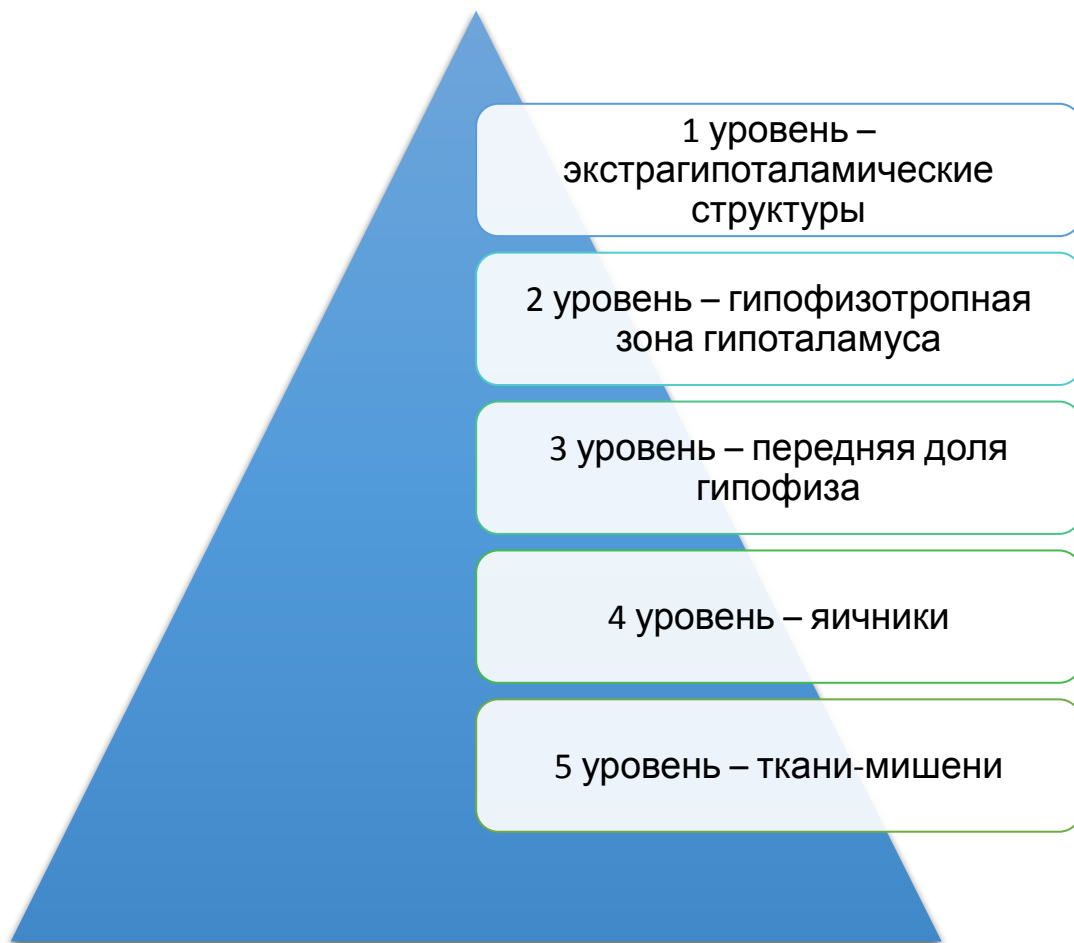 1 уровень –
экстрагипоталамические
структуры
2 уровень – гипофизотропная
зона гипоталамуса
3 уровень – передняя доля
гипофиза
4 уровень – яичники
5 уровень – ткани-мишени